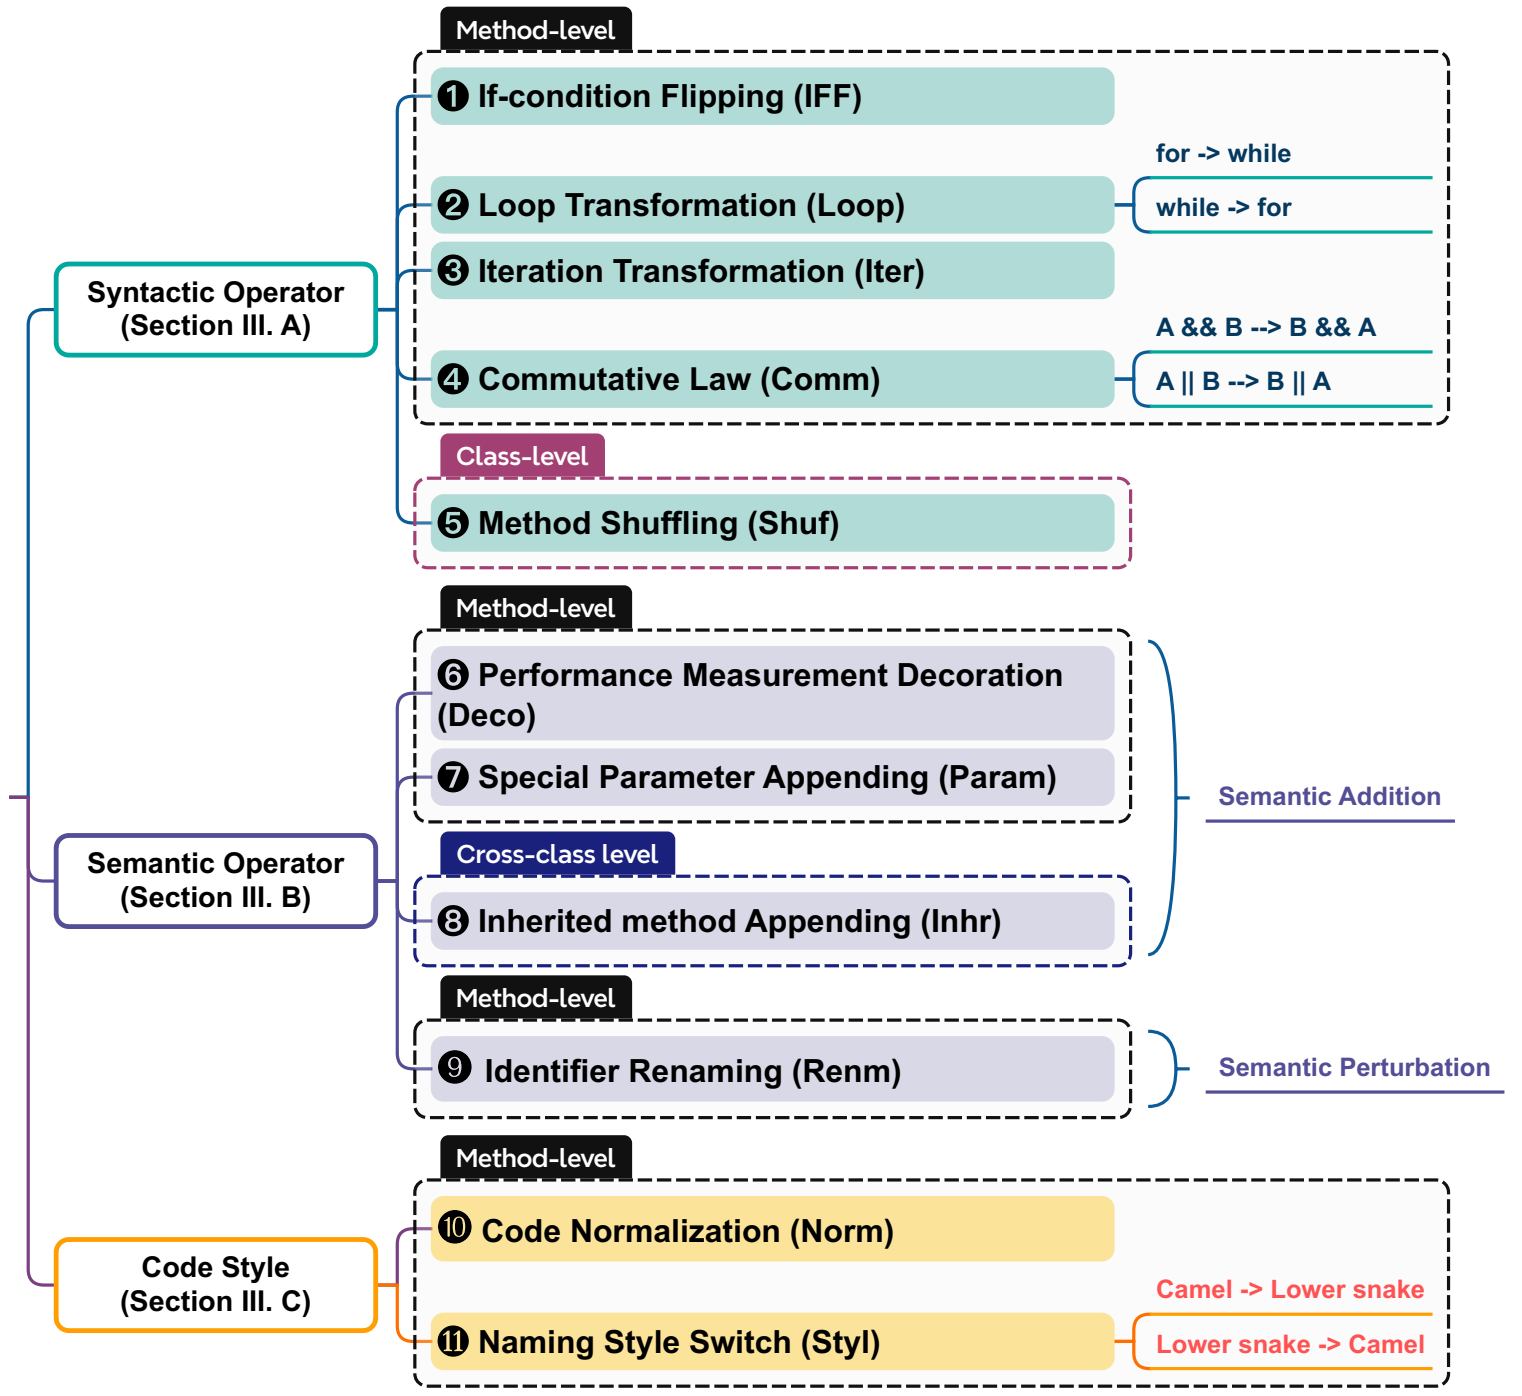 Method-level
❶ If-condition Flipping (IFF)
❷ Loop Transformation (Loop)
for -> while
while -> for
❸ Iteration Transformation (Iter)
❹ Commutative Law (Comm)
A && B --> B && A
A || B --> B || A
Syntactic Operator
(Section III. A)
Class-level
❺ Method Shuffling (Shuf)
Method-level
❻ Performance Measurement Decoration
(Deco)
❼ Special Parameter Appending (Param)
Semantic Addition
Cross-class level
❽ Inherited method Appending (Inhr)
Semantic Operator
(Section III. B)
Method-level
❾ Identifier Renaming (Renm)
Semantic Perturbation
Method-level
❿ Code Normalization (Norm)
Code Style
(Section III. C)
⓫ Naming Style Switch (Styl)
Camel -> Lower snake
Lower snake -> Camel